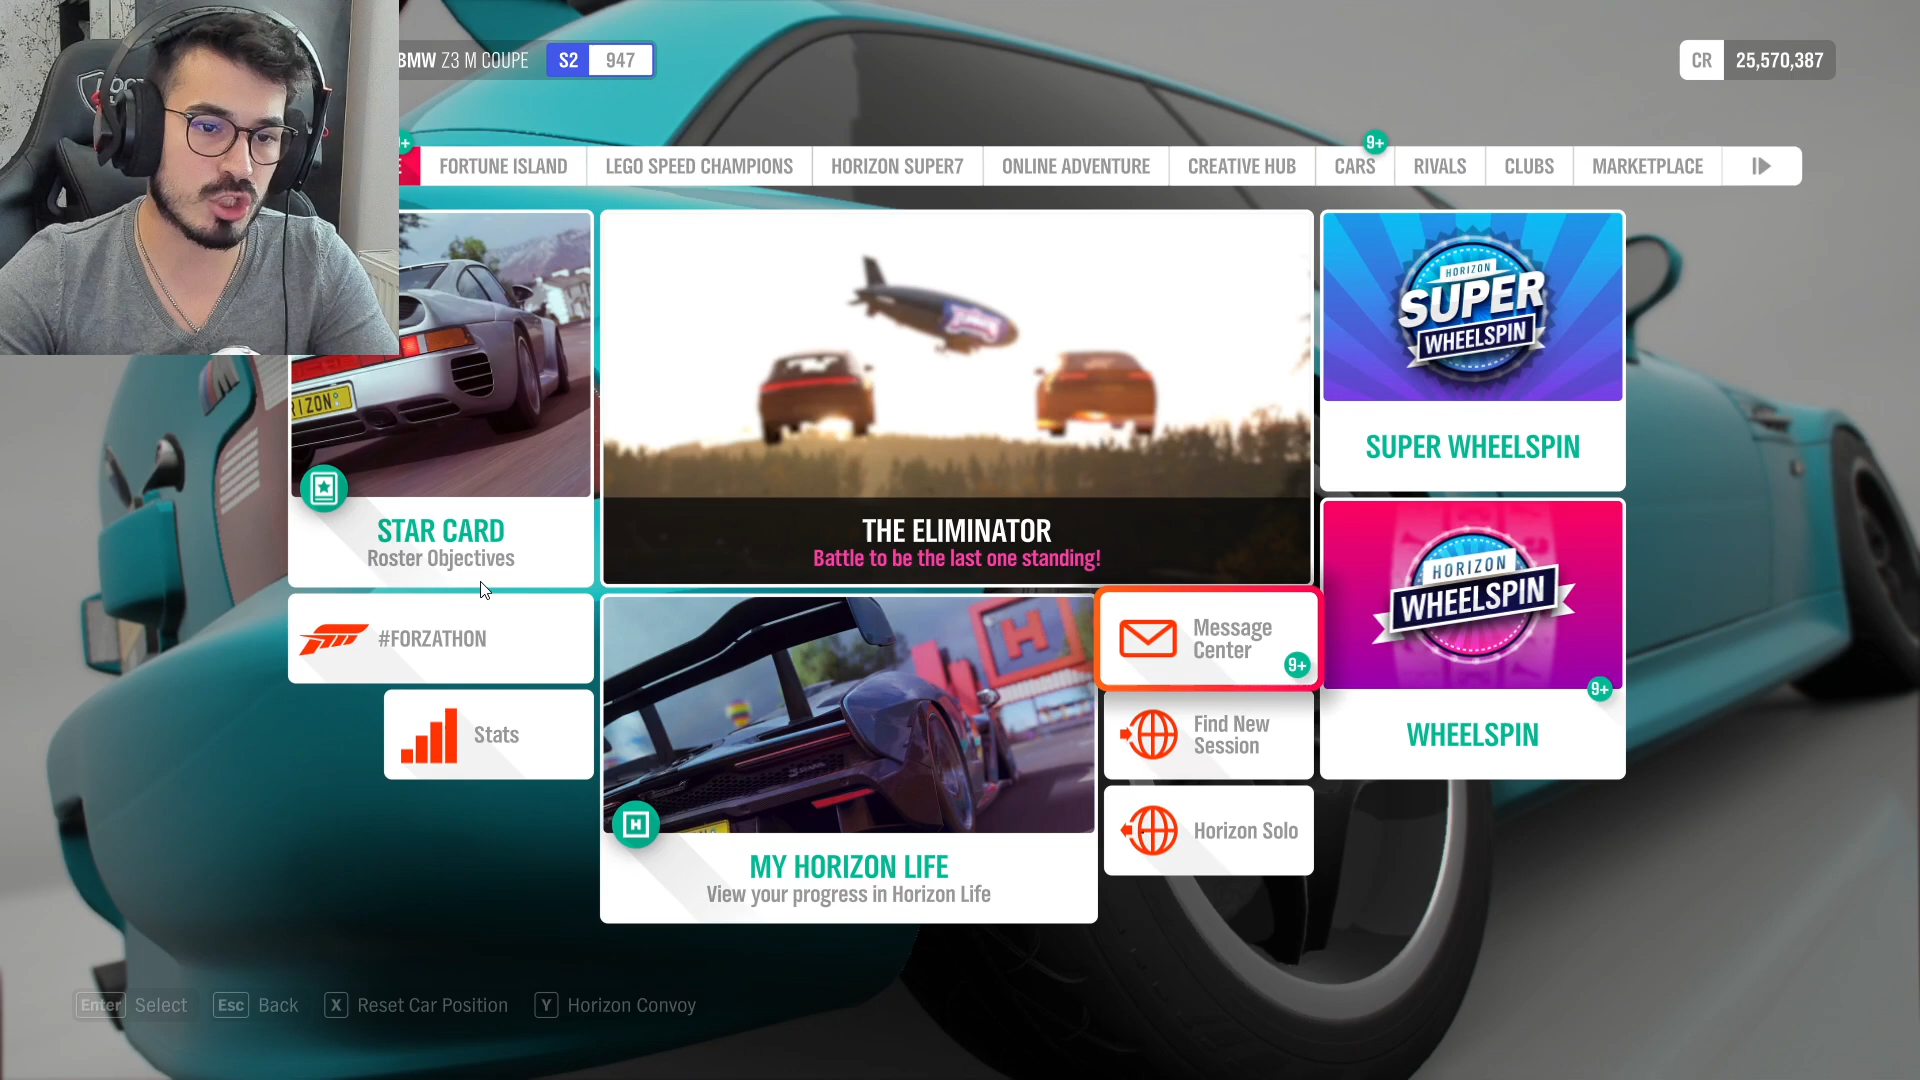 BMW Z3 M COUPE
S2 947
CR 25,570,387
FORTUNE ISLAND
LEGO SPEED CHAMPIONS
HORIZON SUPER7
ONLINE ADVENTURE
CREATIVE HUB
CARS
9+
RIVALS
CLUBS
MARKETPLACE
STAR CARD
Roster Objectives
THE ELIMINATOR
Battle to be the last one standing!
HORIZON
SUPER
WHEELSPIN
SUPER WHEELSPIN
#FORZATHON
Stats
MY HORIZON LIFE
View your progress in Horizon Life
Message
Center
9+
Find New
Session
Horizon Solo
HORIZON
WHEELSPIN
9+
WHEELSPIN
Enter Select
Esc Back
X Reset Car Position
Y Horizon Convoy